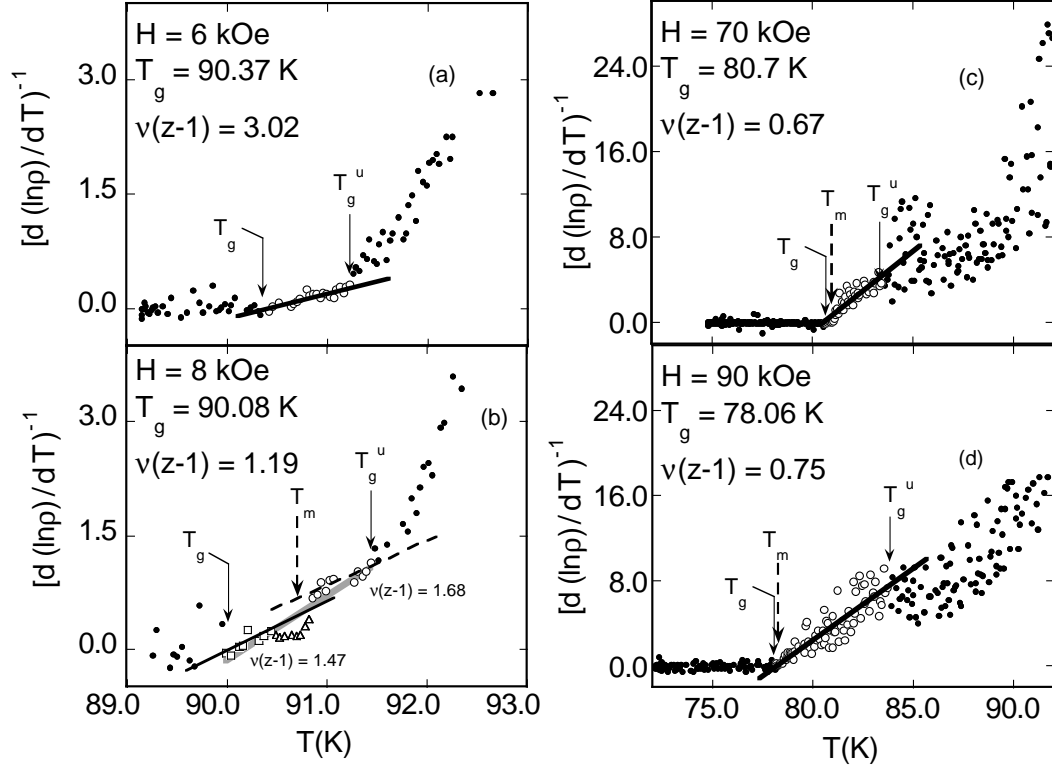 H = 6 kOe
T_g = 90.37 K
ν(z-1) = 3.02
(a)
T_g
T_g^u
3.0
1.5
0.0
[d (lnρ)/ d T)^-1
H = 8 kOe
T_g = 90.08 K
ν(z-1) = 1.19
(b)
T_g
T_m
T_g^u
ν(z-1) = 1.68
ν(z-1) = 1.47
3.0
1.5
0.0
[d (lnρ)/ d T)^-1
89.0 90.0 91.0 92.0 93.0
T(K)
H = 70 kOe
T_g = 80.7 K
ν(z-1) = 0.67
(c)
T_g
T_m
T_g^u
24.0
16.0
8.0
0.0
[d (lnρ)/ d T)^-1
H = 90 kOe
T_g = 78.06 K
ν(z-1) = 0.75
(d)
T_g
T_m
T_g^u
24.0
16.0
8.0
0.0
[d (lnρ)/ d T)^-1
75.0 80.0 85.0 90.0
T(K)